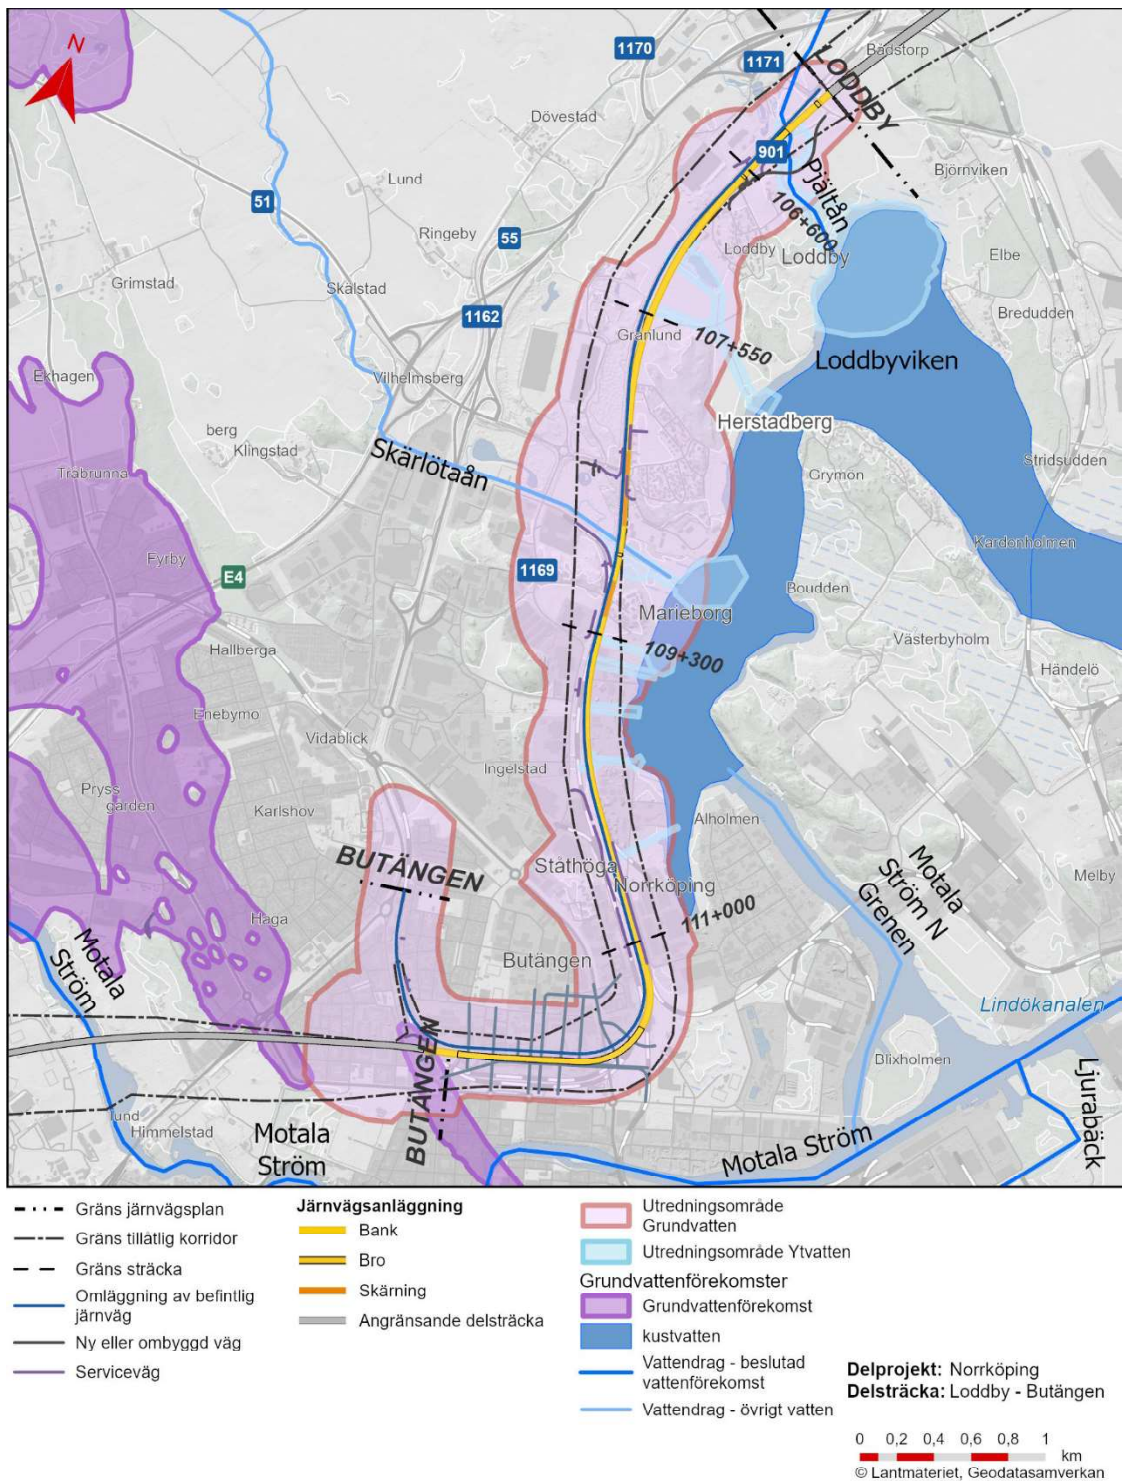 N
1170
1171
Bådstorp
LODDBY
Dövestad
901
Björnviken
Pjältån
Lund
51
106+600
Ringeby
55
Loddby
Loddby
Elbe
Grimstad
Skälstad
Bredudden
1162
Granlund
107+550
Loddbyviken
Ekhagen
Vilhelmsberg
Herstadberg
berg
Klingstad
Skärlötaån
Stridsudden
Träbrunna
Grymön
Kardonholmen
Fyrby
E4
1169
Boudden
Marieborg
Västerbyholm
Hallberga
109+300
Händelö
Enebymo
Vidablick
Ingelstad
Pryss
garden
Karlshov
Alholmen
BUTÄNGEN
Ståthöga
Norrköping
Motala
Ström N
Grenen
Melby
Haga
111+000
Motala
Ström
Butängen
Lindökanalen
BUTÄNGEN
Blixholmen
Ljurabäck
und
Himmelstad
Motala
Ström
Motala Ström
Gräns järnvägsplan
Gräns tillåtlig korridor
Gräns sträcka
Omläggning av befintlig
järnväg
Ny eller ombyggd väg
Serviceväg
Järnvägsanläggning
Bank
Bro
Skärning
Angränsande delsträcka
Utredningsområde
Grundvatten
Utredningsområde Ytvatten
Grundvattenförekomster
Grundvattenförekomst
kustvatten
Vattendrag - beslutad
vattenförekomst
Vattendrag - övrigt vatten
Delprojekt: Norrköping
Delsträcka: Loddby - Butängen
0 0,2 0,4 0,6 0,8 1
km
© Lantmateriet, Geodatasamverkan